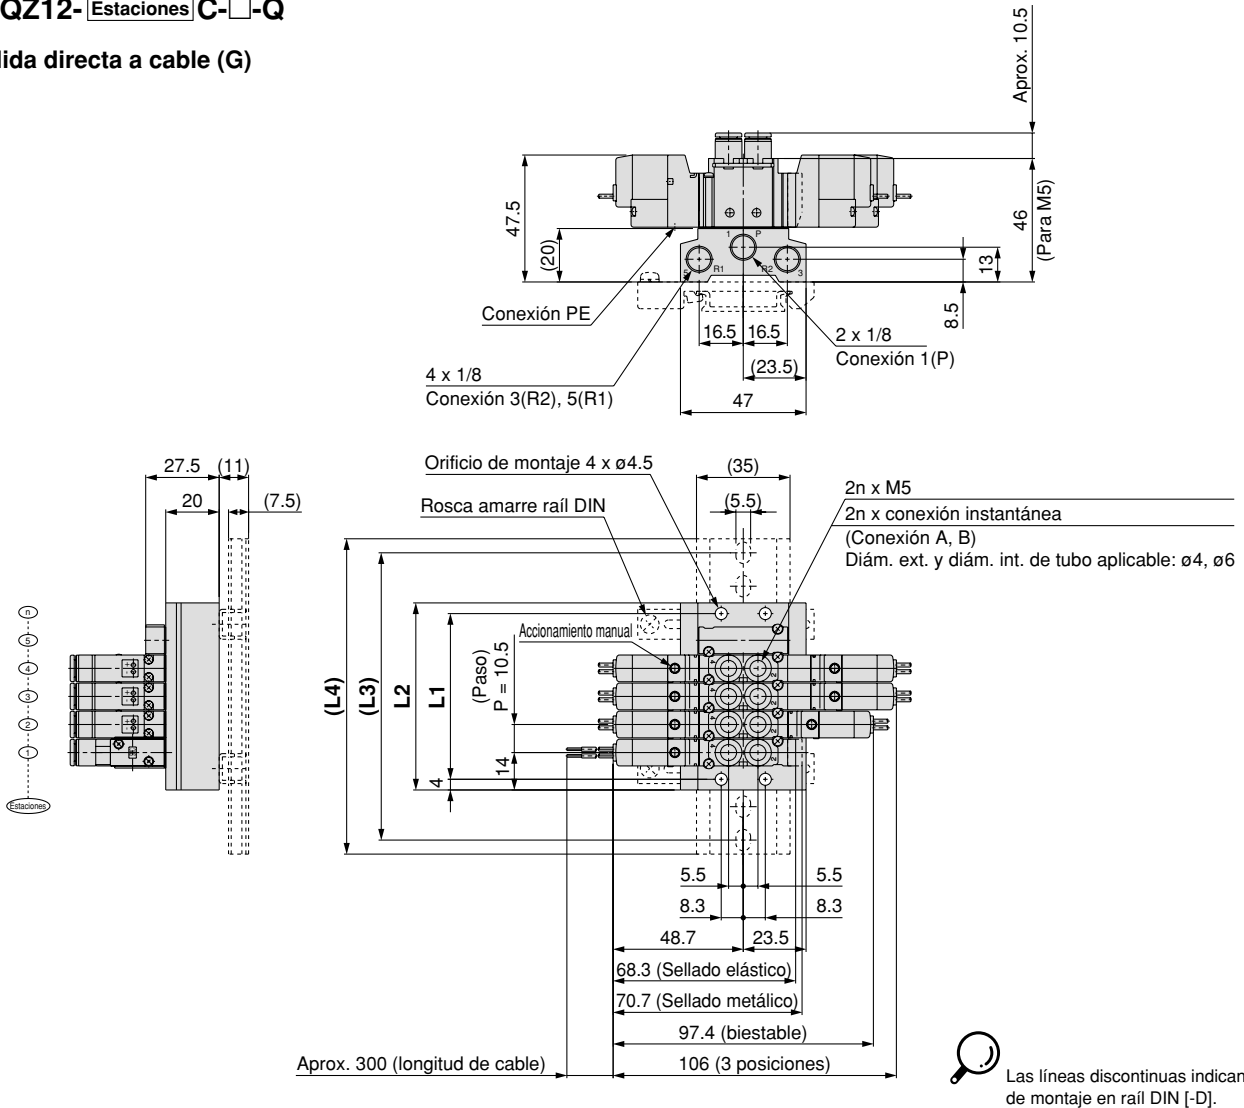 QZ12- Estaciones C-□-Q
lida directa a cable (G)
Aprox. 10.5
47.5
(20)
46
(Para M5)
13
8.5
1 P
5 R1 R2 3
Conexión PE
16.5 16.5
2 x 1/8
Conexión 1(P)
(23.5)
4 x 1/8
Conexión 3(R2), 5(R1)
47
27.5 (11)
20 (7.5)
Orificio de montaje 4 x ø4.5
(35)
Rosca amarre raíl DIN
(5.5)
2n x M5
2n x conexión instantánea
(Conexión A, B)
Diám. ext. y diám. int. de tubo aplicable: ø4, ø6
Accionamiento manual
n
5
4
3
2
1
Estaciones
(L4)
(L3)
L2
L1
(Paso)
P = 10.5
14
4
5.5 5.5
8.3 8.3
48.7 23.5
68.3 (Sellado elástico)
70.7 (Sellado metálico)
97.4 (biestable)
Aprox. 300 (longitud de cable) 106 (3 posiciones)
Las líneas discontinuas indican
de montaje en raíl DIN [-D].